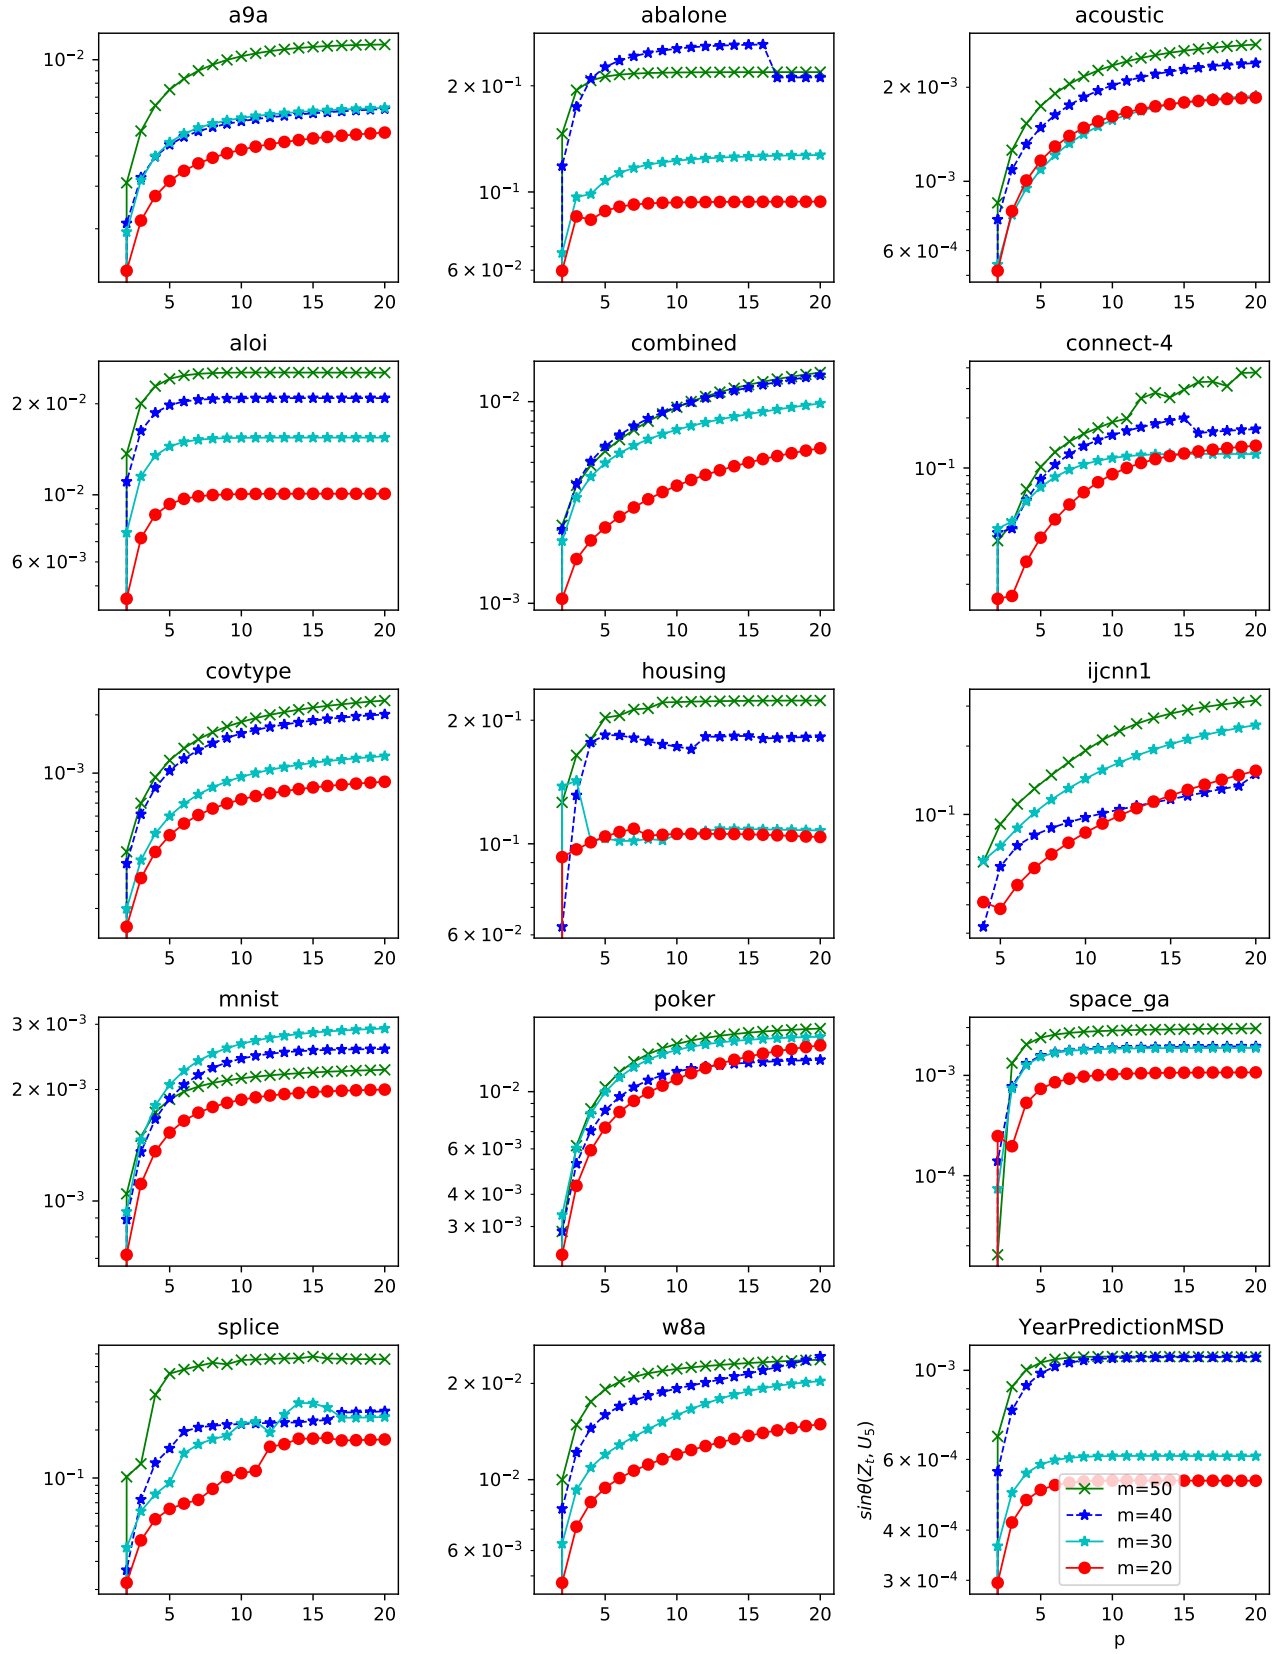 a9a
abalone
acoustic
10⁻²
5 10 15 20
2 × 10⁻¹
10⁻¹
6 × 10⁻²
5 10 15 20
2 × 10⁻³
10⁻³
6 × 10⁻⁴
5 10 15 20
aloi
combined
connect-4
2 × 10⁻²
10⁻²
6 × 10⁻³
5 10 15 20
10⁻²
10⁻³
5 10 15 20
10⁻¹
5 10 15 20
covtype
housing
ijcnn1
10⁻³
5 10 15 20
2 × 10⁻¹
10⁻¹
6 × 10⁻²
5 10 15 20
10⁻¹
5 10 15 20
mnist
poker
space_ga
3 × 10⁻³
2 × 10⁻³
10⁻³
5 10 15 20
10⁻²
6 × 10⁻³
4 × 10⁻³
3 × 10⁻³
5 10 15 20
10⁻³
10⁻⁴
5 10 15 20
splice
w8a
YearPredictionMSD
10⁻¹
5 10 15 20
2 × 10⁻²
10⁻²
6 × 10⁻³
5 10 15 20
sinθ(Zₜ, U₅)
10⁻³
6 × 10⁻⁴
4 × 10⁻⁴
3 × 10⁻⁴
m=50
m=40
m=30
m=20
5 10 15 20
p